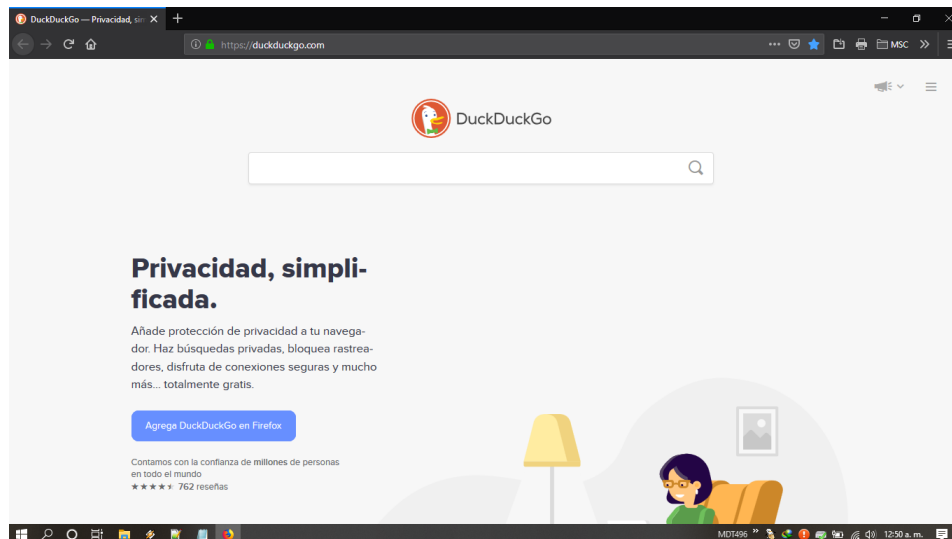 DuckDuckGo — Privacidad, sim
https://duckduckgo.com
MSC
DuckDuckGo
Privacidad, simpli-
ficada.
Añade protección de privacidad a tu navega-
dor. Haz búsquedas privadas, bloquea rastrea-
dores, disfruta de conexiones seguras y mucho
más... totalmente gratis.
Agrega DuckDuckGo en Firefox
Contamos con la confianza de millones de personas
en todo el mundo
762 reseñas
MDT496
12:50 a. m.